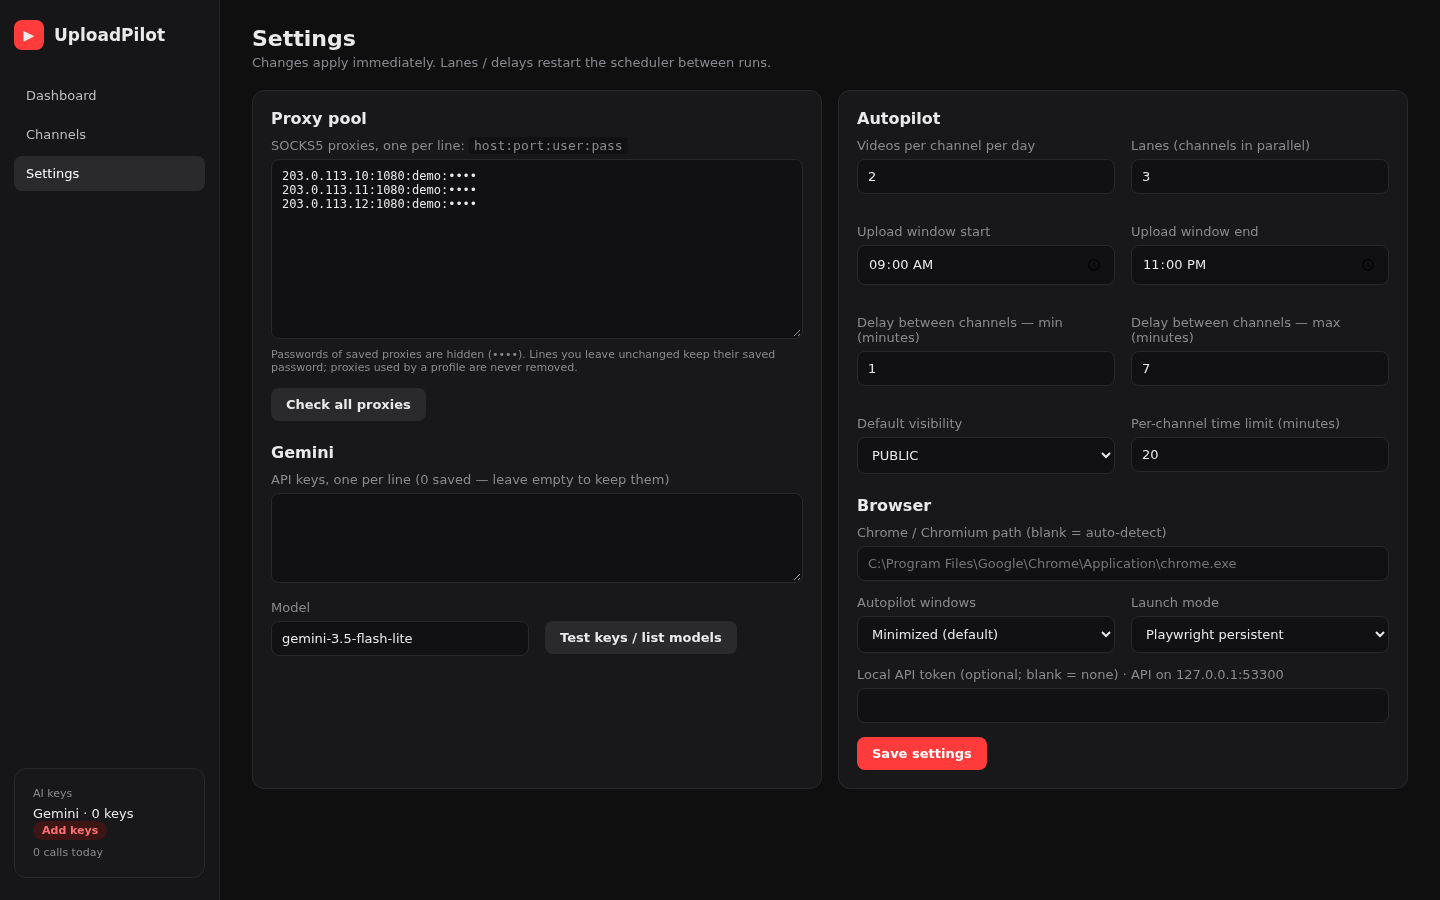 UploadPilot
Dashboard
Channels
Settings
AI keys
Gemini · 0 keys
Add keys
0 calls today
Settings
Changes apply immediately. Lanes / delays restart the scheduler between runs.
Proxy pool
SOCKS5 proxies, one per line: host:port:user:pass
203.0.113.10:1080:demo:••••
203.0.113.11:1080:demo:••••
203.0.113.12:1080:demo:••••
Passwords of saved proxies are hidden (••••). Lines you leave unchanged keep their saved
password; proxies used by a profile are never removed.
Check all proxies
Gemini
API keys, one per line (0 saved — leave empty to keep them)
Model
gemini-3.5-flash-lite
Test keys / list models
Autopilot
Videos per channel per day
2
Lanes (channels in parallel)
3
Upload window start
09:00 AM
Upload window end
11:00 PM
Delay between channels — min
(minutes)
1
Delay between channels — max
(minutes)
7
Default visibility
PUBLIC
Per-channel time limit (minutes)
20
Browser
Chrome / Chromium path (blank = auto-detect)
C:\Program Files\Google\Chrome\Application\chrome.exe
Autopilot windows
Minimized (default)
Launch mode
Playwright persistent
Local API token (optional; blank = none) · API on 127.0.0.1:53300
Save settings